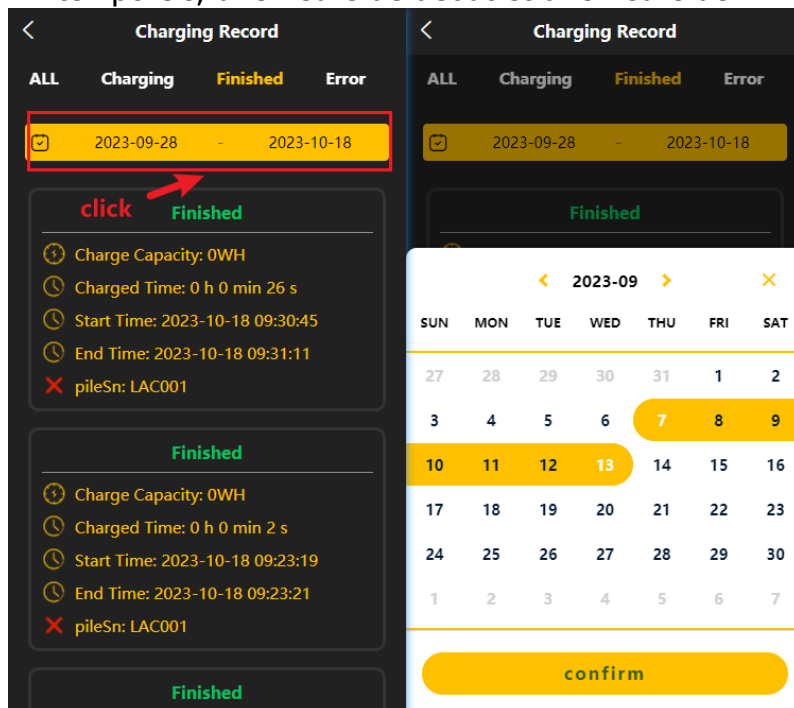 Charging Record
ALL Charging Finished Error
2023-09-28 - 2023-10-18
click
Finished
Charge Capacity: 0WH
Charged Time: 0 h 0 min 26 s
Start Time: 2023-10-18 09:30:45
End Time: 2023-10-18 09:31:11
pileSn: LAC001
Finished
Charge Capacity: 0WH
Charged Time: 0 h 0 min 2 s
Start Time: 2023-10-18 09:23:19
End Time: 2023-10-18 09:23:21
pileSn: LAC001
Finished
Charging Record
ALL Charging Finished Error
2023-09-28 - 2023-10-18
Finished
2023-09
SUN MON TUE WED THU FRI SAT
27 28 29 30 31 1 2
3 4 5 6 7 8 9
10 11 12 13 14 15 16
17 18 19 20 21 22 23
24 25 26 27 28 29 30
1 2 3 4 5 6 7
confirm